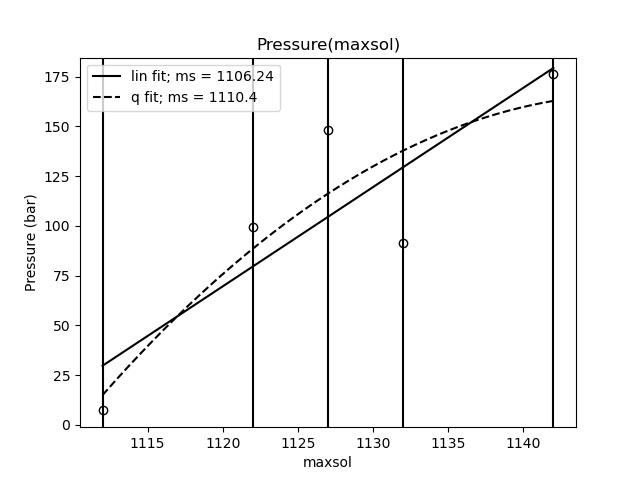 Pressure(maxsol)
lin fit; ms = 1106.24
q fit; ms = 1110.4
Pressure (bar)
175
150
125
100
75
50
25
0
1115 1120 1125 1130 1135 1140
maxsol